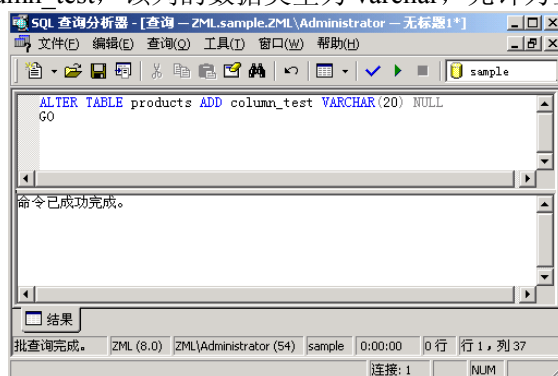 umn_test，该列的数据类型为 varchar，允许为空
SQL 查询分析器 - [查询 — ZML.sample.ZML\Administrator — 无标题1*]
文件(F) 编辑(E) 查询(Q) 工具(T) 窗口(W) 帮助(H)
sample
ALTER TABLE products ADD column_test VARCHAR(20) NULL
GO
命令已成功完成。
结果
批查询完成。 ZML (8.0) ZML\Administrator (54) sample 0:00:00 0 行 行 1，列 37
连接: 1 NUM